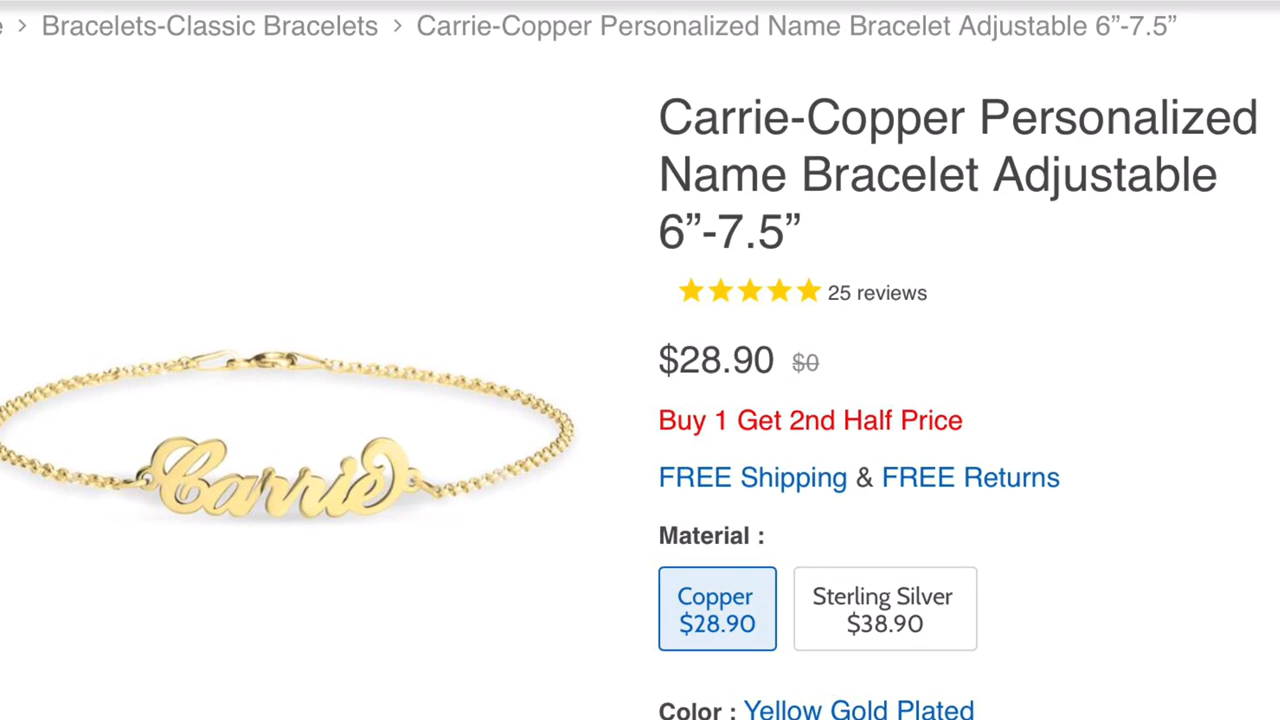 > Bracelets-Classic Bracelets > Carrie-Copper Personalized Name Bracelet Adjustable 6”-7.5”
Carrie-Copper Personalized
Name Bracelet Adjustable
6”-7.5”
25 reviews
$28.90 $0
Buy 1 Get 2nd Half Price
FREE Shipping & FREE Returns
Carrie
Material :
Copper
$28.90
Sterling Silver
$38.90
Color : Yellow Gold Plated